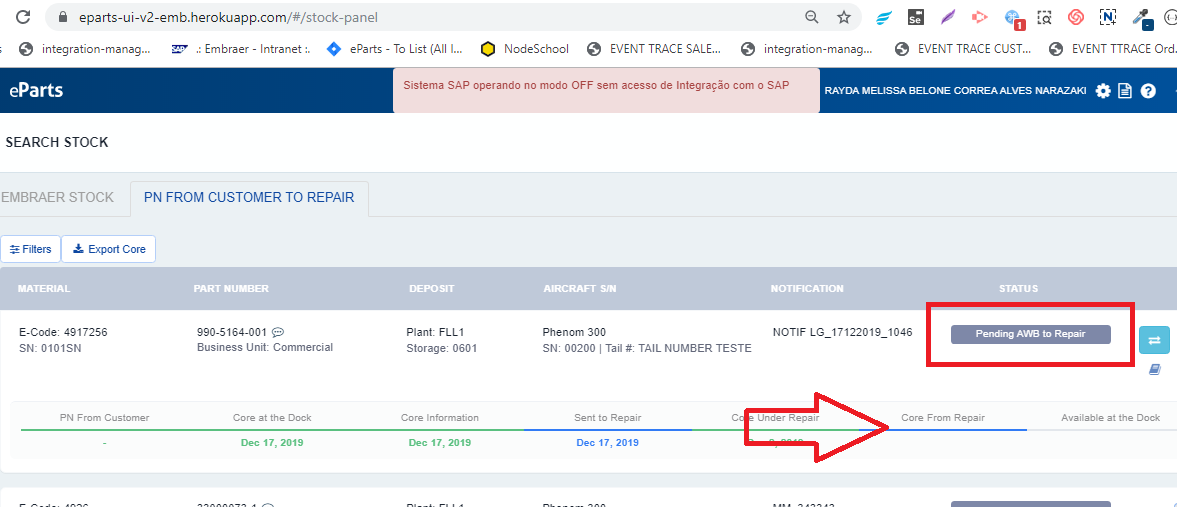 eparts-ui-v2-emb.herokuapp.com/#/stock-panel
1
integration-manag...
SAP .: Embraer - Intranet :.
eParts - To List (All I...
NodeSchool
EVENT TRACE SALE...
integration-manag...
EVENT TRACE CUST...
EVENT TTRACE Ord.
eParts
Sistema SAP operando no modo OFF sem acesso de Integração com o SAP
RAYDA MELISSA BELONE CORREA ALVES NARAZAKI
SEARCH STOCK
EMBRAER STOCK
PN FROM CUSTOMER TO REPAIR
Filters
Export Core
MATERIAL PART NUMBER DEPOSIT AIRCRAFT S/N NOTIFICATION STATUS
E-Code: 4917256 990-5164-001 Plant: FLL1 Phenom 300 NOTIF LG_17122019_1046 Pending AWB to Repair
SN: 0101SN Business Unit: Commercial Storage: 0601 SN: 00200 | Tail #: TAIL NUMBER TESTE
PN From Customer Core at the Dock Core Information Sent to Repair Core Under Repair Core From Repair Available at the Dock
- Dec 17, 2019 Dec 17, 2019 Dec 17, 2019
Plant: FLL1 Phenom 300